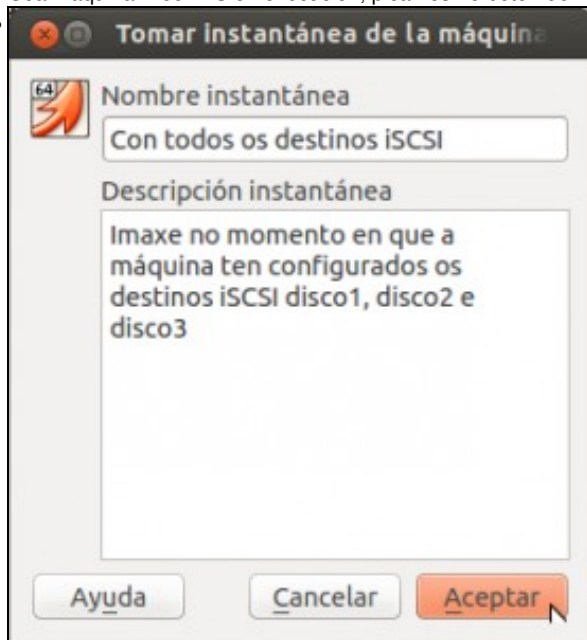 Tomar instantánea de la máquina
64
Nombre instantánea
Con todos os destinos iSCSI
Descripción instantánea
Imaxe no momento en que a
máquina ten configurados os
destinos iSCSI disco1, disco2 e
disco3
Ayuda
Cancelar
Aceptar